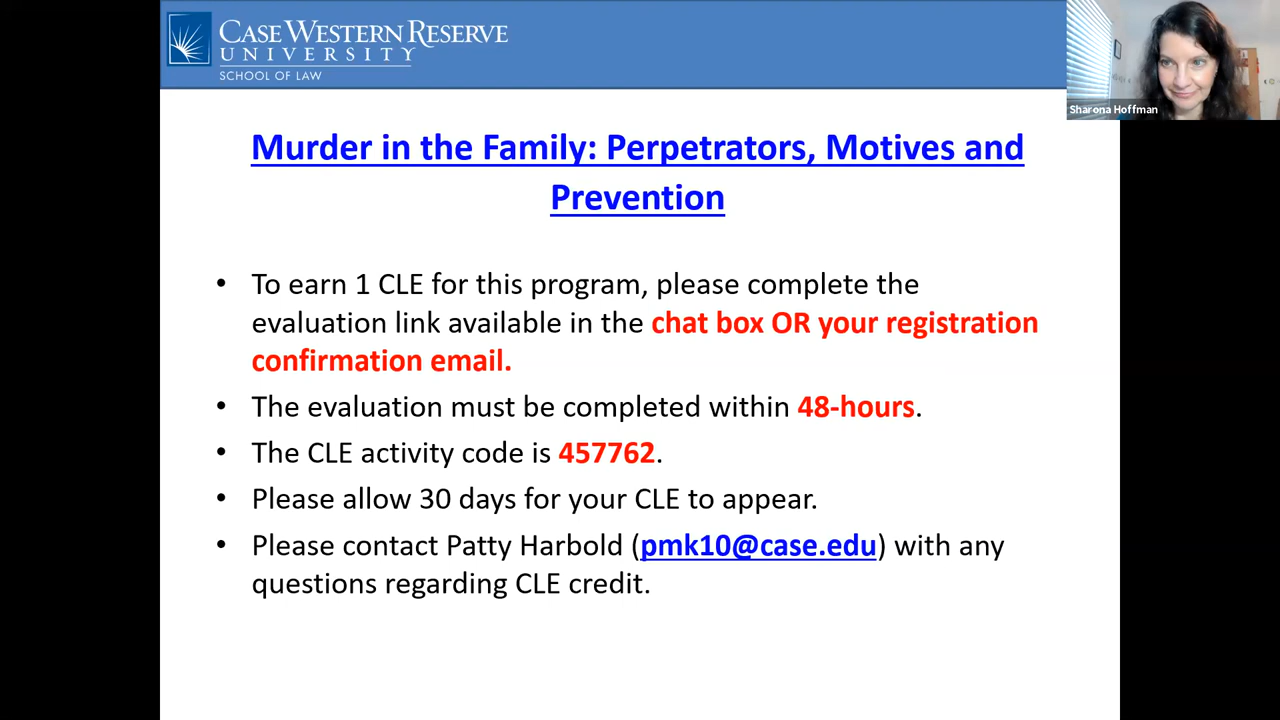 CASE WESTERN RESERVE
UNIVERSITY
SCHOOL OF LAW
Sharona Hoffman
Murder in the Family: Perpetrators, Motives and
Prevention
• To earn 1 CLE for this program, please complete the
evaluation link available in the chat box OR your registration
confirmation email.
• The evaluation must be completed within 48-hours.
• The CLE activity code is 457762.
• Please allow 30 days for your CLE to appear.
• Please contact Patty Harbold (pmk10@case.edu) with any
questions regarding CLE credit.